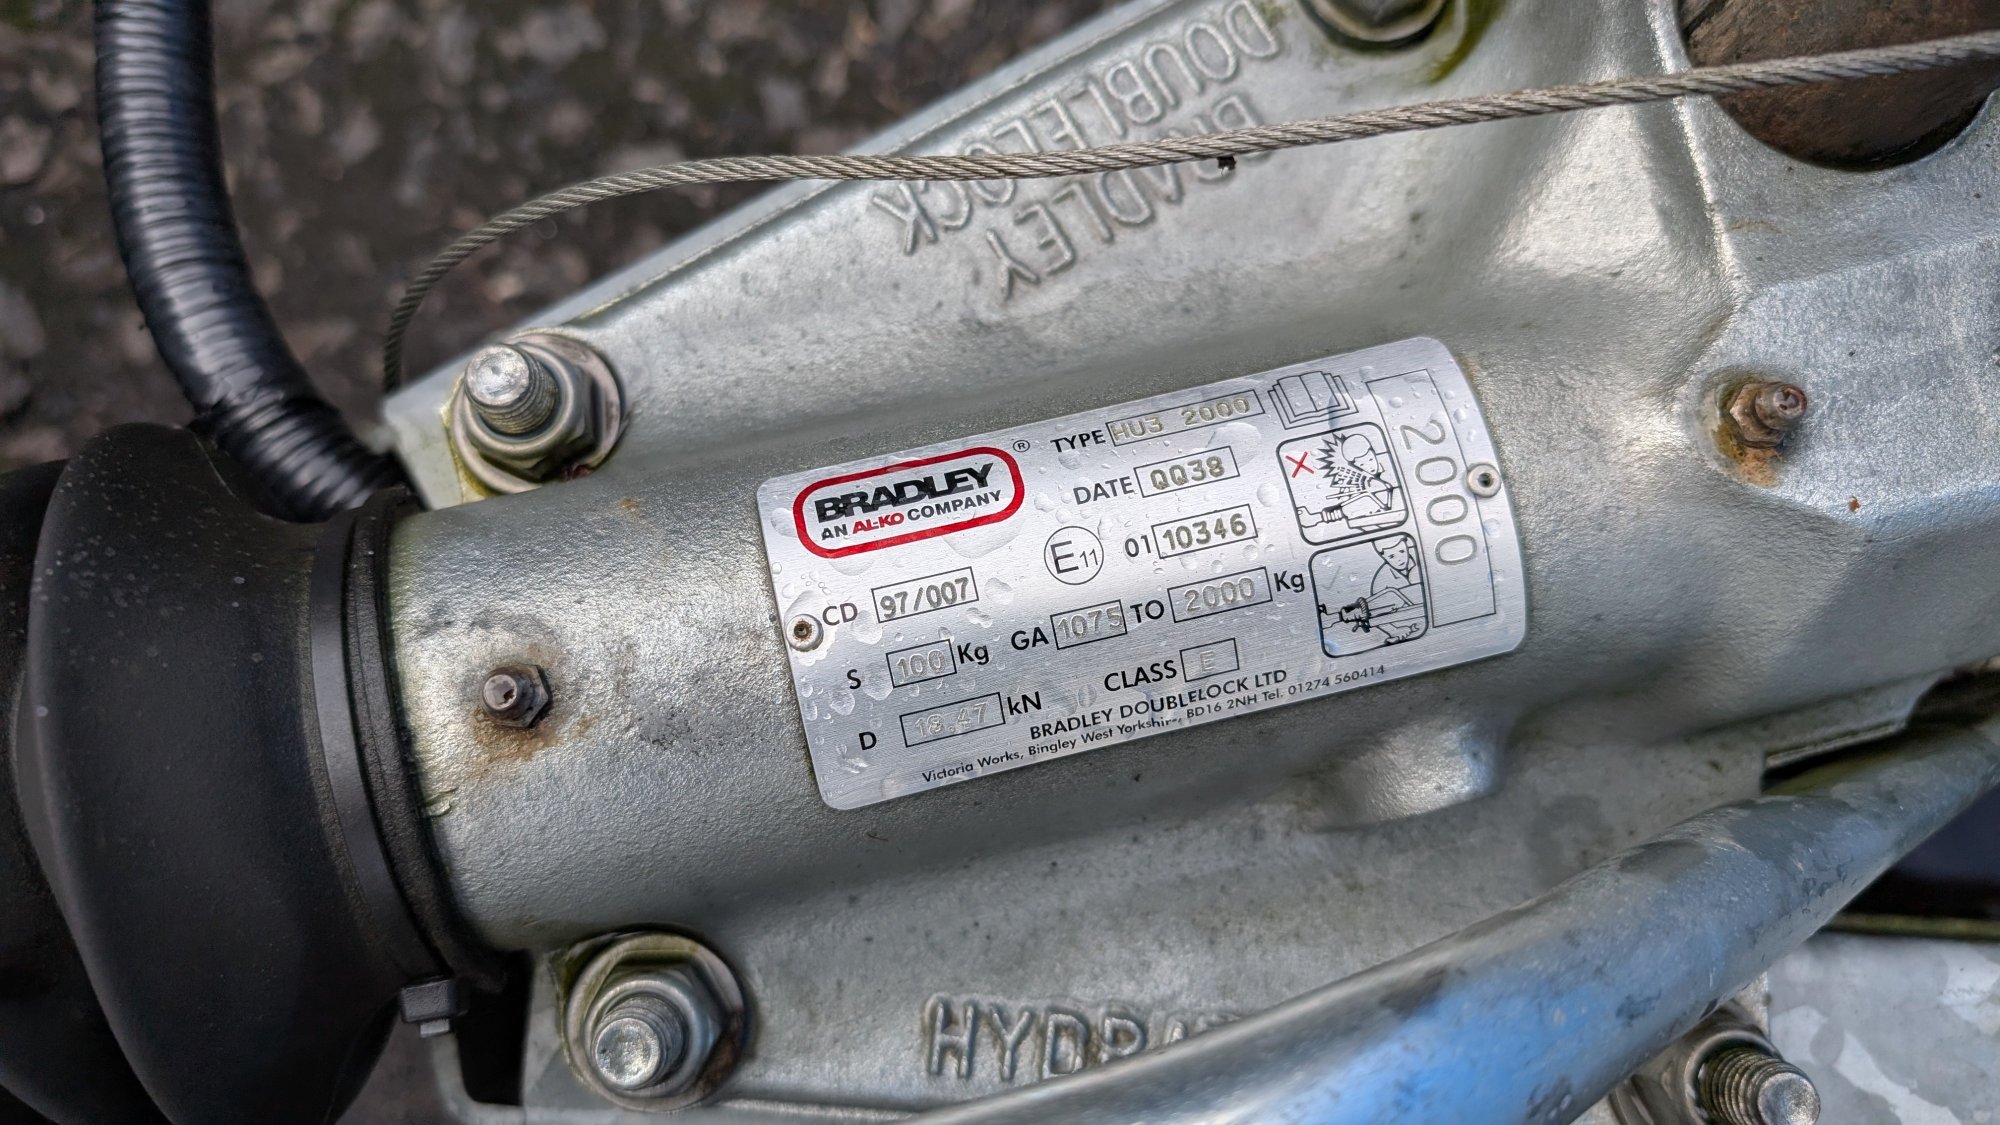 BRADLEY
DOUBLELOCK
BRADLEY ®
AN AL-KO COMPANY
TYPE HU3 2000
DATE QQ38
E11 01 10346
CD 97/007
S 100 Kg GA 1075 TO 2000 Kg
D 18.47 kN CLASS E
BRADLEY DOUBLELOCK LTD
Victoria Works, Bingley West Yorkshire, BD16 2NH Tel. 01274 560414
2000